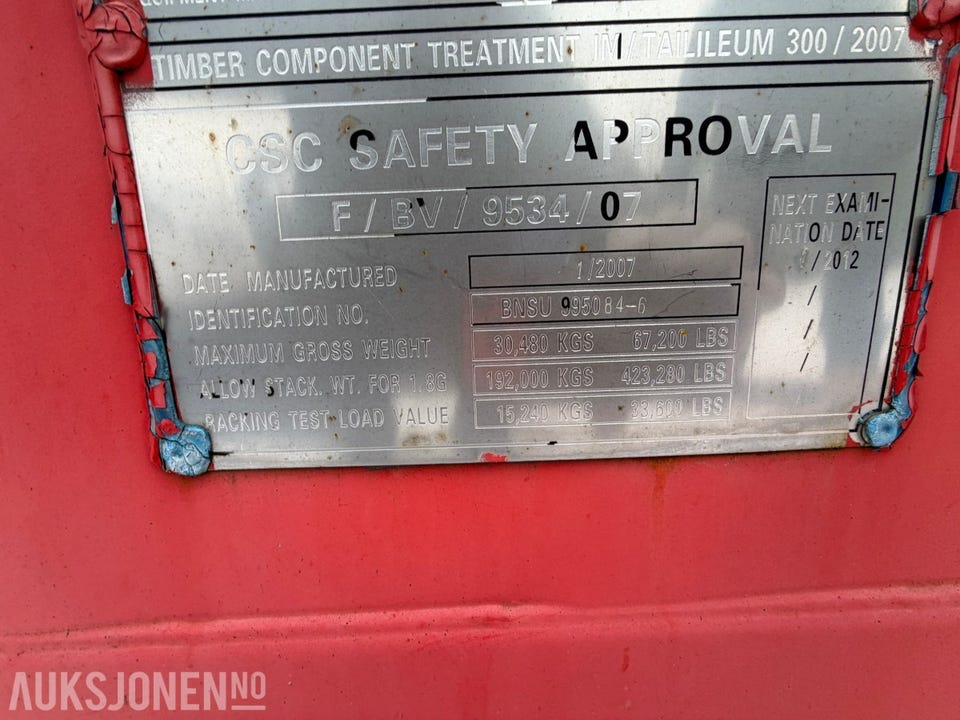 TIMBER COMPONENT TREATMENT IM/TAILILEUM 300/2007
CSC SAFETY APPROVAL
F/BV/9534/07
NEXT EXAMI-
NATION DATE
/2012
/
/
/
/
DATE MANUFACTURED 1/2007
IDENTIFICATION NO. BNSU 995084-6
MAXIMUM GROSS WEIGHT 30,480 KGS 67,200 LBS
ALLOW STACK. WT. FOR 1.8G 192,000 KGS 423,280 LBS
RACKING TEST LOAD VALUE 15,240 KGS 33,600 LBS
AUKSJONEN NO